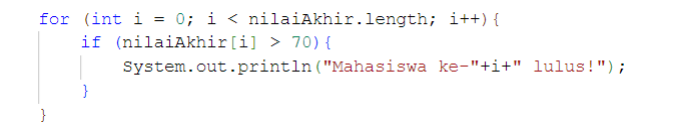 for (int i = 0; i < nilaiAkhir.length; i++){
if (nilaiAkhir[i] > 70){
System.out.println("Mahasiswa ke-"+i+" lulus!");
}
}